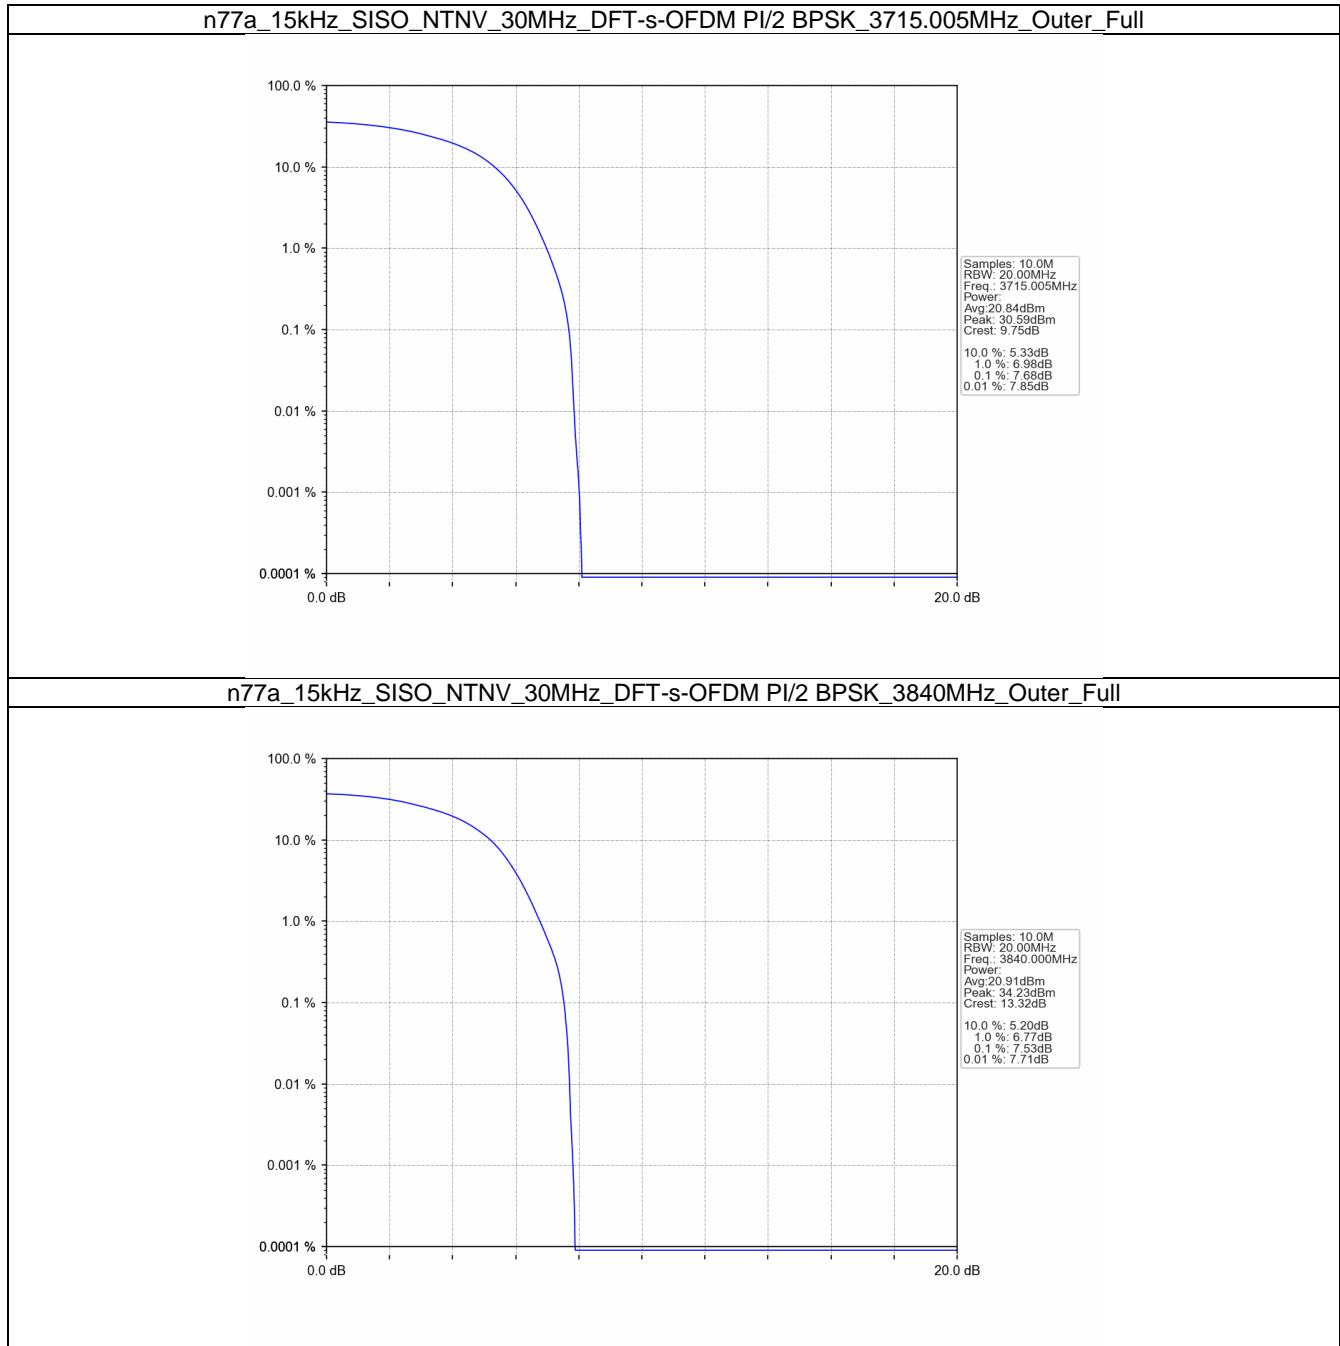 n77a_15kHz_SISO_NTNV_30MHz_DFT-s-OFDM PI/2 BPSK_3715.005MHz_Outer_Full
100.0 %
10.0 %
1.0 %
0.1 %
0.01 %
0.001 %
0.0001 %
0.0 dB
20.0 dB
Samples: 10.0M
RBW: 20.00MHz
Freq.: 3715.005MHz
Power:
Avg:20.84dBm
Peak: 30.59dBm
Crest: 9.75dB
10.0 %: 5.33dB
1.0 %: 6.98dB
0.1 %: 7.68dB
0.01 %: 7.85dB
n77a_15kHz_SISO_NTNV_30MHz_DFT-s-OFDM PI/2 BPSK_3840MHz_Outer_Full
100.0 %
10.0 %
1.0 %
0.1 %
0.01 %
0.001 %
0.0001 %
0.0 dB
20.0 dB
Samples: 10.0M
RBW: 20.00MHz
Freq.: 3840.000MHz
Power:
Avg:20.91dBm
Peak: 34.23dBm
Crest: 13.32dB
10.0 %: 5.20dB
1.0 %: 6.77dB
0.1 %: 7.53dB
0.01 %: 7.71dB